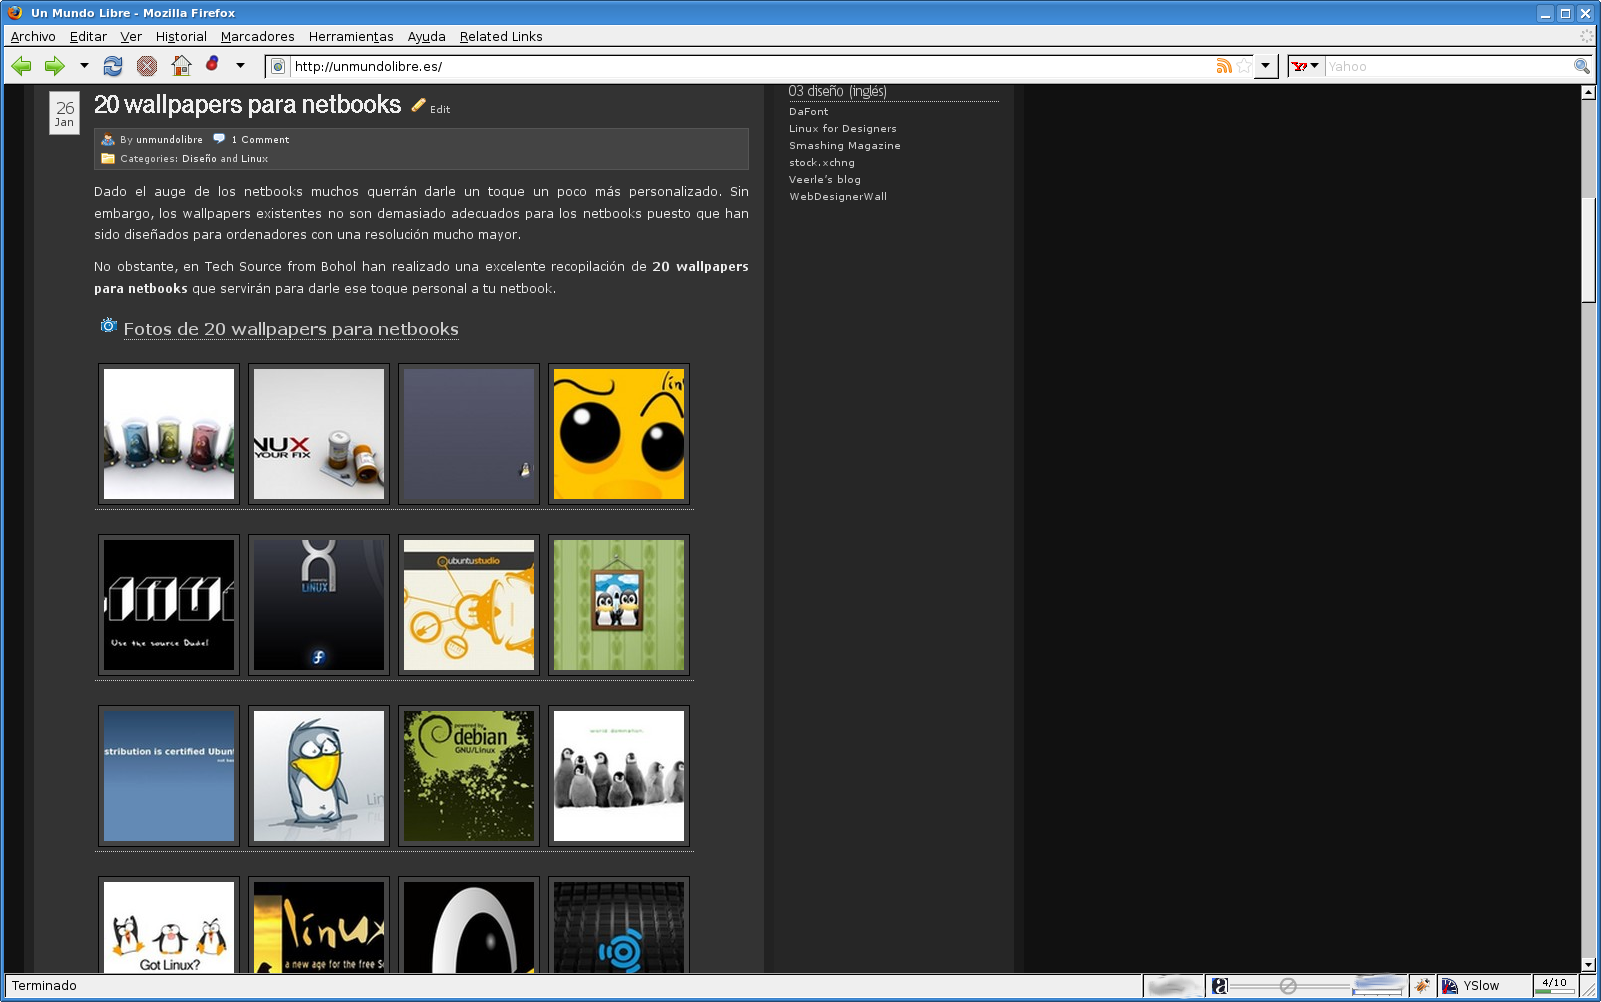 Un Mundo Libre - Mozilla Firefox
Archivo Editar Ver Historial Marcadores Herramientas Ayuda Related Links
http://unmundolibre.es/
Yahoo
26
Jan
20 wallpapers para netbooks
Edit
By unmundolibre 1 Comment
Categories: Diseño and Linux
Dado el auge de los netbooks muchos querrán darle un toque un poco más personalizado. Sin
embargo, los wallpapers existentes no son demasiado adecuados para los netbooks puesto que han
sido diseñados para ordenadores con una resolución mucho mayor.
No obstante, en Tech Source from Bohol han realizado una excelente recopilación de 20 wallpapers
para netbooks que servirán para darle ese toque personal a tu netbook.
Fotos de 20 wallpapers para netbooks
NUX
YOUR FIX
Use the source Dude!
LINUX
ubuntustudio
stribution is certified Ubun
Lin
powered by
debian
GNU/Linux
world domination.
Got Linux?
linux
a new age for the free S
03 diseño (inglés)
DaFont
Linux for Designers
Smashing Magazine
stock.xchng
Veerle's blog
WebDesignerWall
Terminado
YSlow
4/10